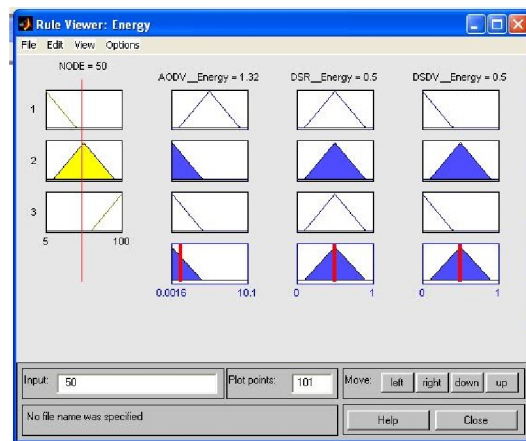 Rule Viewer: Energy
File Edit View Options
NODE = 50
AODV__Energy = 1.32
DSR__Energy = 0.5
DSDV__Energy = 0.5
1
2
3
5 100
0.0016 10.1
0 1
0 1
Input: 50
Plot points: 101
Move: left right down up
No file name was specified
Help Close